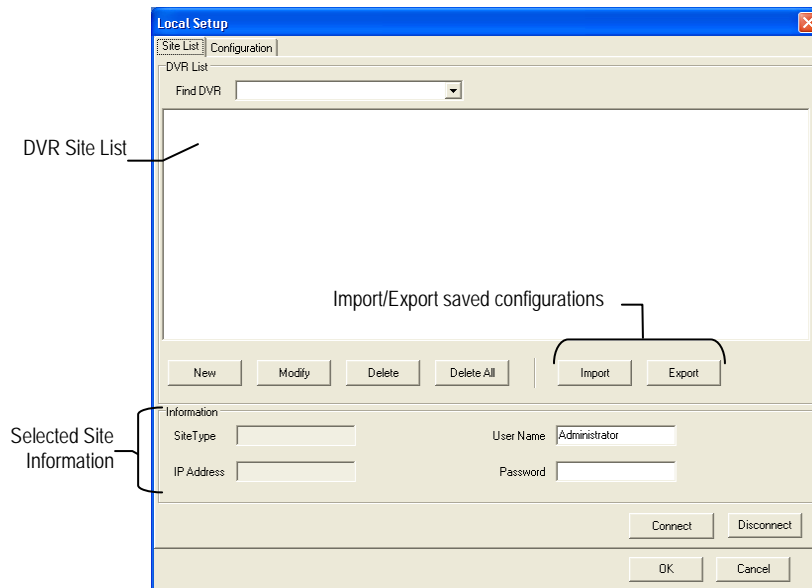 Local Setup
Site List Configuration
DVR List
Find DVR
DVR Site List
Import/Export saved configurations
New Modify Delete Delete All Import Export
Selected Site
Information
Information
SiteType User Name Administrator
IP Address Password
Connect Disconnect
OK Cancel